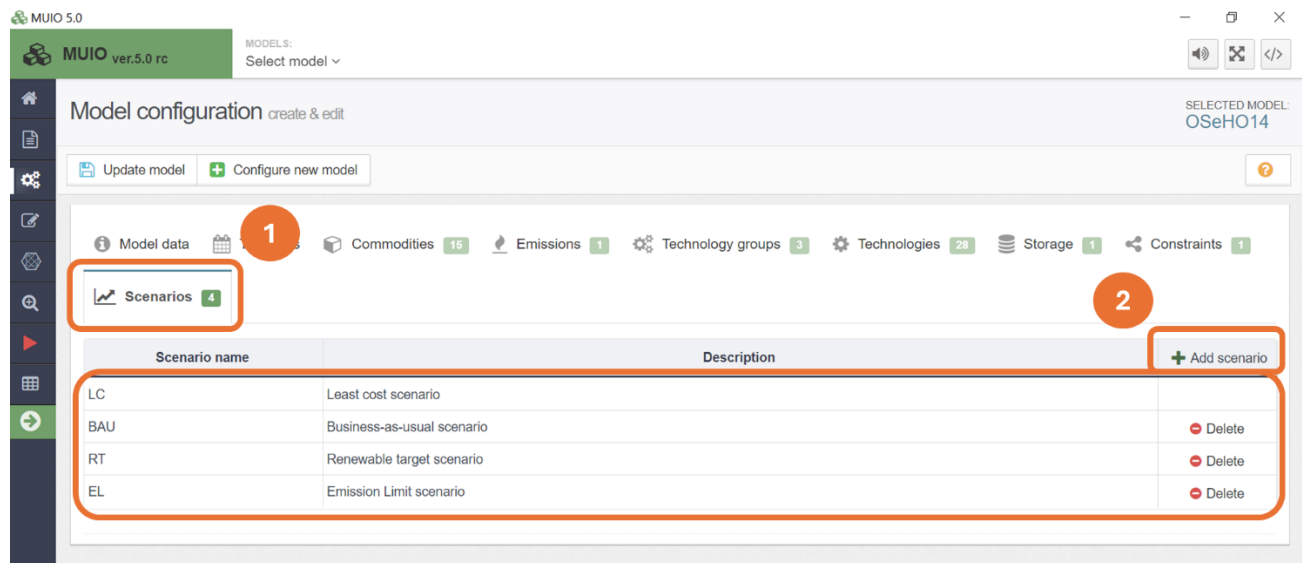 MUIO 5.0
MUIO ver.5.0 rc
MODELS:
Select model
Model configuration create & edit
SELECTED MODEL:
OSeHO14
Update model
Configure new model
1
Model data
Commodities 15
Emissions 1
Technology groups 3
Technologies 28
Storage 1
Constraints 1
Scenarios 4
2
Scenario name Description Add scenario
LC Least cost scenario
BAU Business-as-usual scenario Delete
RT Renewable target scenario Delete
EL Emission Limit scenario Delete